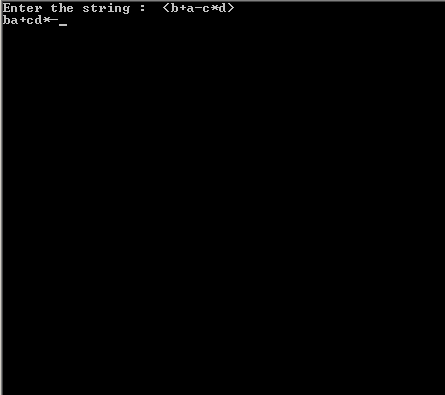 Enter the string :  (b+a-c*d)
ba+cd*-_